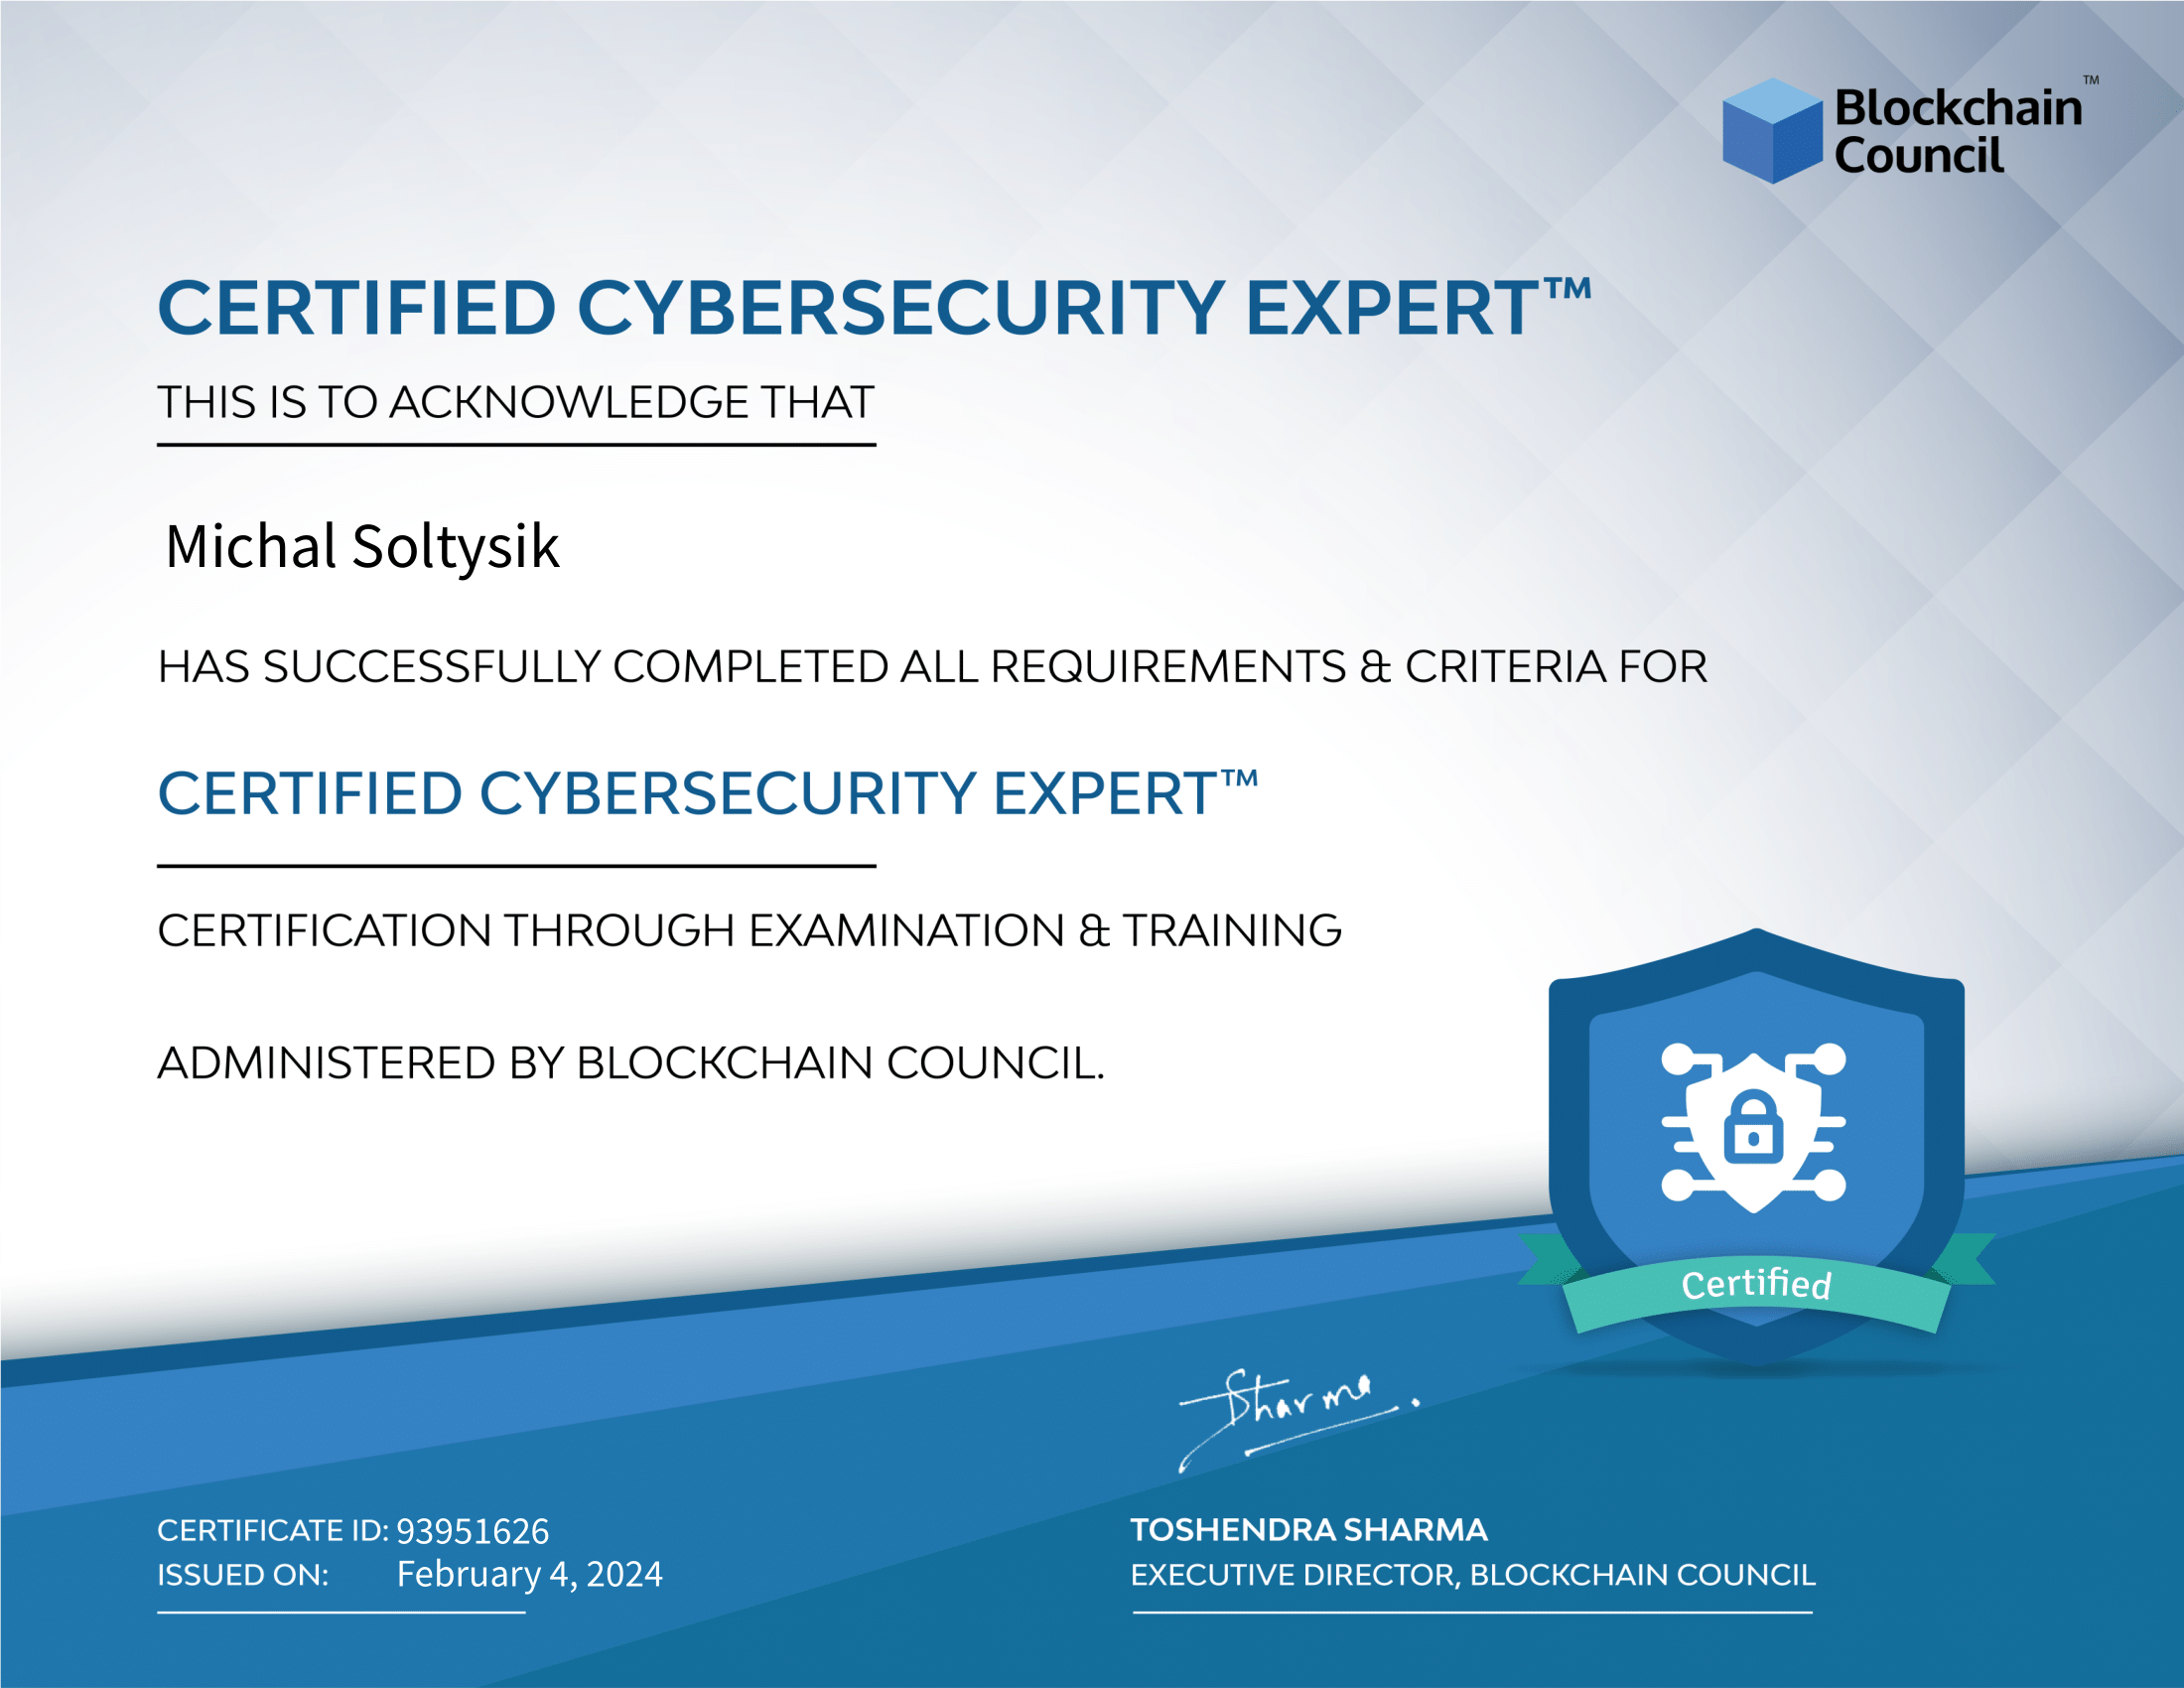 Blockchain™
Council
CERTIFIED CYBERSECURITY EXPERT™
THIS IS TO ACKNOWLEDGE THAT
Michal Soltysik
HAS SUCCESSFULLY COMPLETED ALL REQUIREMENTS & CRITERIA FOR
CERTIFIED CYBERSECURITY EXPERT™
CERTIFICATION THROUGH EXAMINATION & TRAINING
ADMINISTERED BY BLOCKCHAIN COUNCIL.
Certified
Sharma
CERTIFICATE ID: 93951626
ISSUED ON: February 4, 2024
TOSHENDRA SHARMA
EXECUTIVE DIRECTOR, BLOCKCHAIN COUNCIL